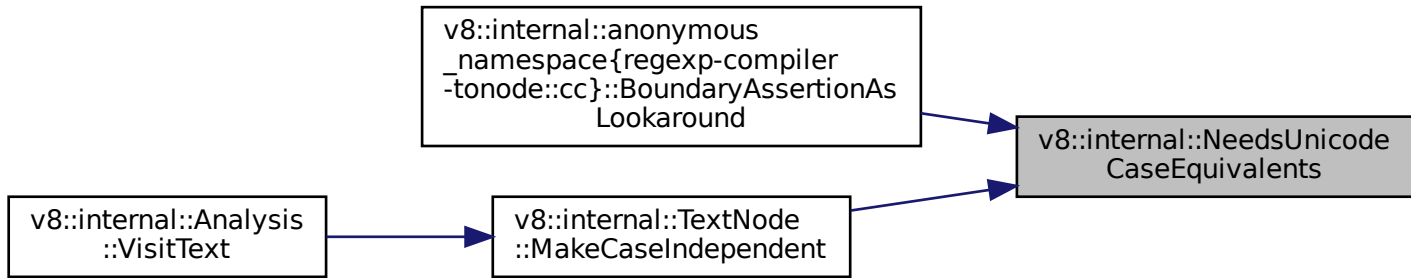 v8::internal::anonymous
_namespace{regexp-compiler
-tonode::cc}::BoundaryAssertionAs
Lookaround
v8::internal::NeedsUnicode
CaseEquivalents
v8::internal::Analysis
::VisitText
v8::internal::TextNode
::MakeCaseIndependent